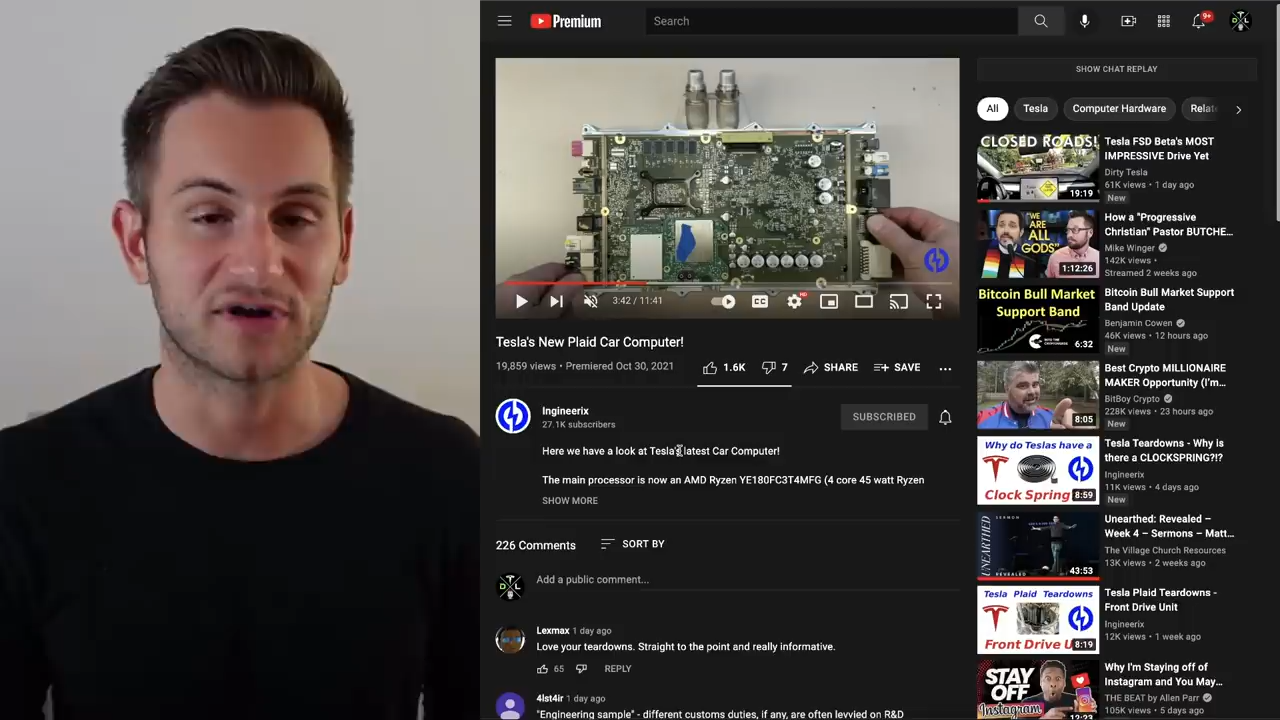 Premium
Search
9+
SHOW CHAT REPLAY
All
Tesla
Computer Hardware
Relat
3:42 / 11:41
CC
HD
Tesla's New Plaid Car Computer!
19,859 views • Premiered Oct 30, 2021
1.6K
7
SHARE
SAVE
Ingineerix
27.1K subscribers
SUBSCRIBED
Here we have a look at Tesla's latest Car Computer!
The main processor is now an AMD Ryzen YE180FC3T4MFG (4 core 45 watt Ryzen
SHOW MORE
226 Comments
SORT BY
Add a public comment...
Lexmax 1 day ago
Love your teardowns. Straight to the point and really informative.
65
REPLY
4lst4ir 1 day ago
"Engineering sample" - different customs duties, if any, are often levvied on R&D
CLOSED ROADS!
19:19
Tesla FSD Beta's MOST
IMPRESSIVE Drive Yet
Dirty Tesla
61K views • 1 day ago
New
"WE
ARE
ALL
GODS"
1:12:26
How a "Progressive
Christian" Pastor BUTCHE...
Mike Winger
142K views •
Streamed 2 weeks ago
Bitcoin Bull Market
Support Band
6:32
Bitcoin Bull Market Support
Band Update
Benjamin Cowen
46K views • 12 hours ago
New
8:05
Best Crypto MILLIONAIRE
MAKER Opportunity (I'm...
BitBoy Crypto
228K views • 23 hours ago
New
Why do Teslas have a
Clock Spring
8:59
Tesla Teardowns - Why is
there a CLOCKSPRING?!?
Ingineerix
11K views • 4 days ago
New
UNEARTHED:
SERMON
REVEALED
43:53
Unearthed: Revealed –
Week 4 – Sermons – Matt...
The Village Church Resources
13K views • 2 weeks ago
Tesla Plaid Teardowns
Front Drive U
8:19
Tesla Plaid Teardowns -
Front Drive Unit
Ingineerix
12K views • 1 week ago
STAY
OFF
Instagram
12:23
Why I'm Staying off of
Instagram and You May...
THE BEAT by Allen Parr
105K views • 5 days ago